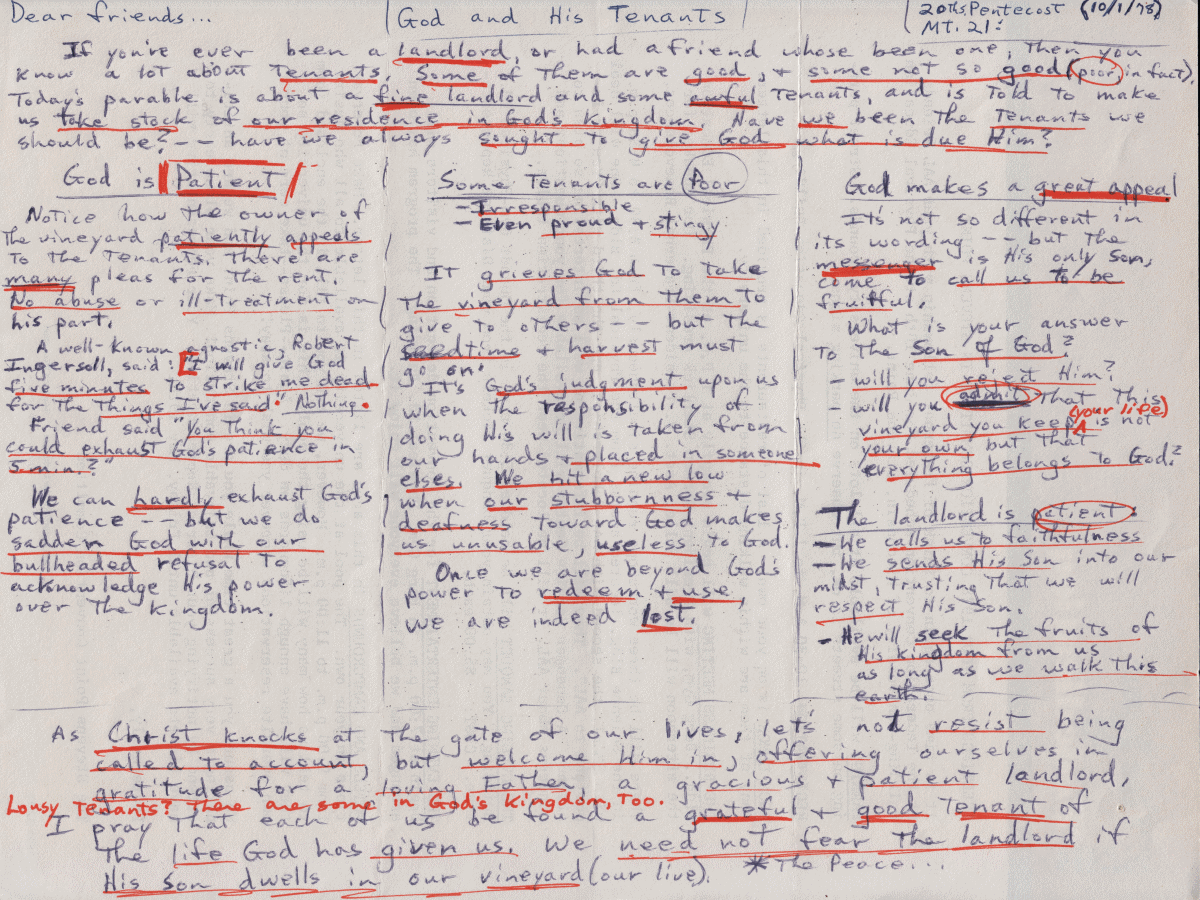 Dear friends...
God and His Tenants
20th S. Pentecost (10/1/78)
MT. 21:
If you're ever been a landlord, or had a friend whose been one, then you
know a lot about Tenants. Some of them are good, + some not so good (poor, in fact).
Today's parable is about a fine landlord and some awful Tenants, and is Told to make
us take stock of our residence in God's Kingdom. Have we been the Tenants we
should be? -- have we always sought to give God what is due Him?
God is Patient
Notice how the owner of
the vineyard patiently appeals
to the Tenants. There are
many pleas for the rent.
No abuse or ill-treatment on
his part.
A well-known agnostic, Robert
Ingersoll, said: "I will give God
five minutes to strike me dead
for the things I've said." Nothing.
Friend said "You think you
could exhaust God's patience in
5 min.?"
We can hardly exhaust God's
patience -- but we do
sadden God with our
bullheaded refusal to
acknowledge His power
over the Kingdom.
Some Tenants are Poor
- Irresponsible
- Even proud + stingy
It grieves God to take
the vineyard from them to
give to others -- but the
seedtime + harvest must
go on.
It's God's judgment upon us
when the responsibility of
doing His will is taken from
our hands + placed in someone
elses. We hit a new low
when our stubbornness +
deafness toward God makes
us unusable, useless to God.
Once we are beyond God's
power to redeem + use,
we are indeed lost.
God makes a great appeal
It's not so different in
its wording -- but the
messenger is His only Son,
come to call us to be
fruitful.
What is your answer
to the Son of God?
- will you reject Him?
- will you admit that this
(your life)
vineyard you keep is not
your own, but that
everything belongs to God?
The landlord is patient.
- We calls us to faithfulness
- We sends His Son into our
midst, trusting that we will
respect His Son.
- He will seek the fruits of
His kingdom from us
as long as we walk this
earth.
As Christ knocks at the gate of our lives, let's not resist being
called to account, but welcome Him in, offering ourselves in
gratitude for a loving Father, a gracious + patient landlord.
Lousy Tenants? There are some in God's Kingdom, too.
I pray that each of us be found a grateful + good Tenant of
the life God has given us. We need not fear the landlord if
His son dwells in our vineyard (our live). * The Peace...